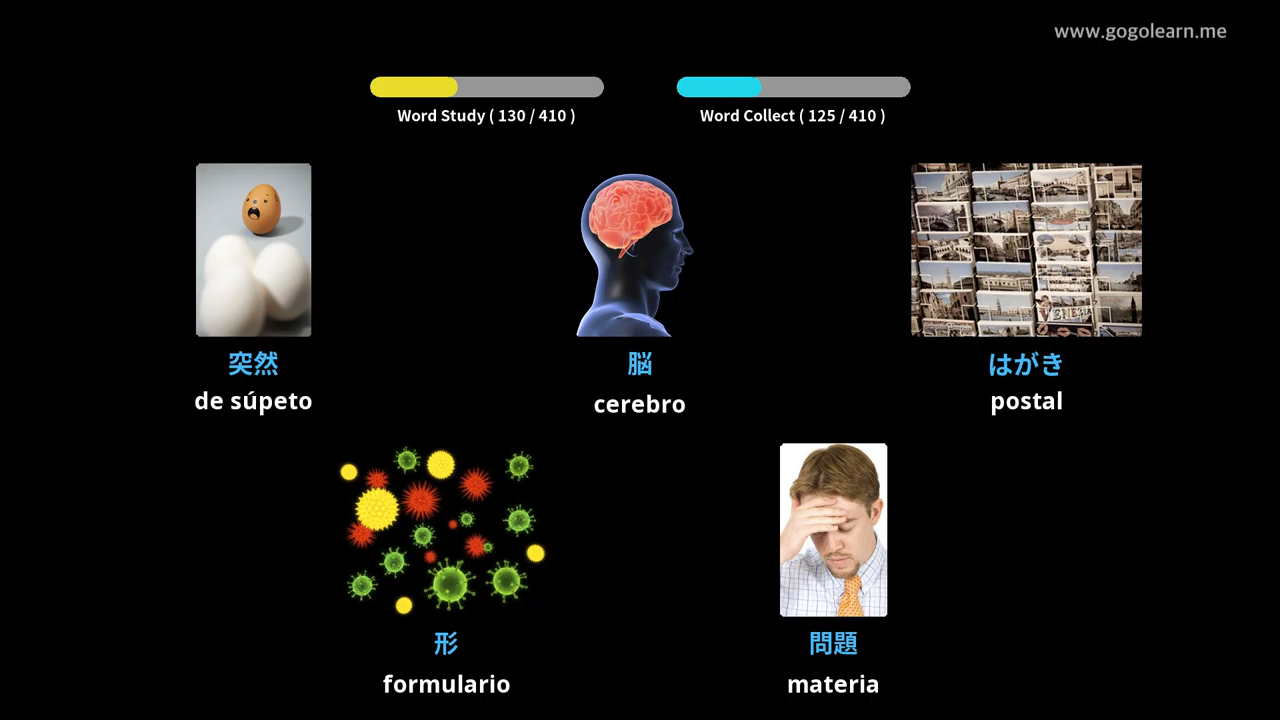 www.gogolearn.me
Word Study ( 130 / 410 )
Word Collect ( 125 / 410 )
突然
de súpeto
脳
cerebro
はがき
postal
VENEZIA
形
formulario
問題
materia